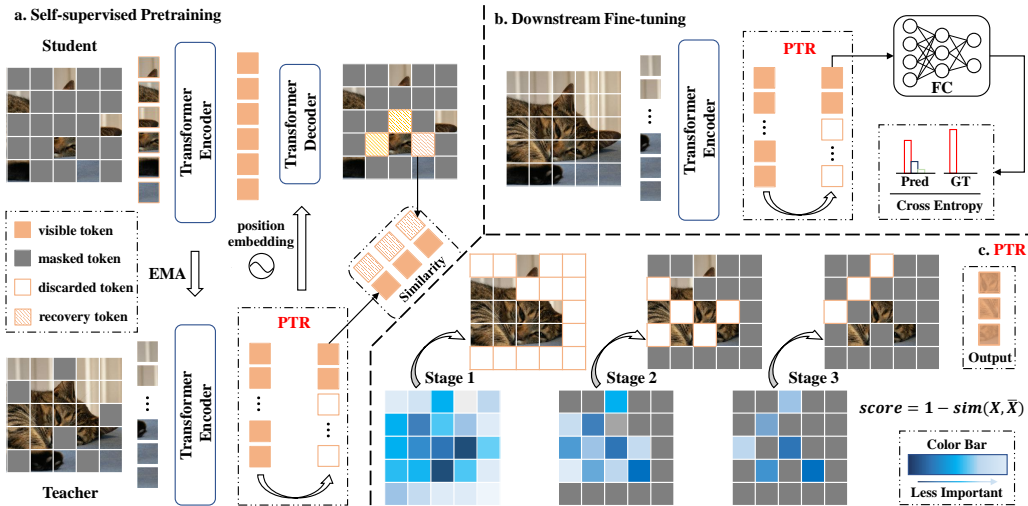 a. Self-supervised Pretraining
Student
Transformer
Encoder
Transformer
Decoder
visible token
masked token
discarded token
recovery token
EMA
position
embedding
Similarity
PTR
Transformer
Encoder
Teacher
b. Downstream Fine-tuning
Transformer
Encoder
PTR
FC
Pred GT
Cross Entropy
c. PTR
Output
Stage 1
Stage 2
Stage 3
score = 1 − sim(X, X̅)
Color Bar
Less Important